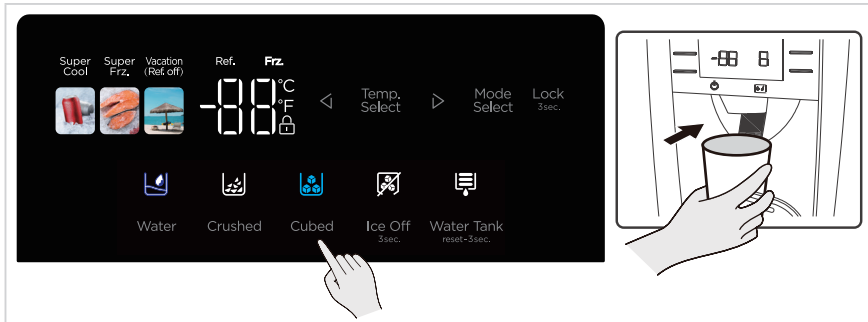 Super Cool
Super Frz.
Vacation (Ref. off)
Ref.
Frz.
-88
°C
°F
Temp. Select
Mode Select
Lock
3sec.
Water
Crushed
Cubed
Ice Off
3sec.
Water Tank
reset-3sec.
-88 8